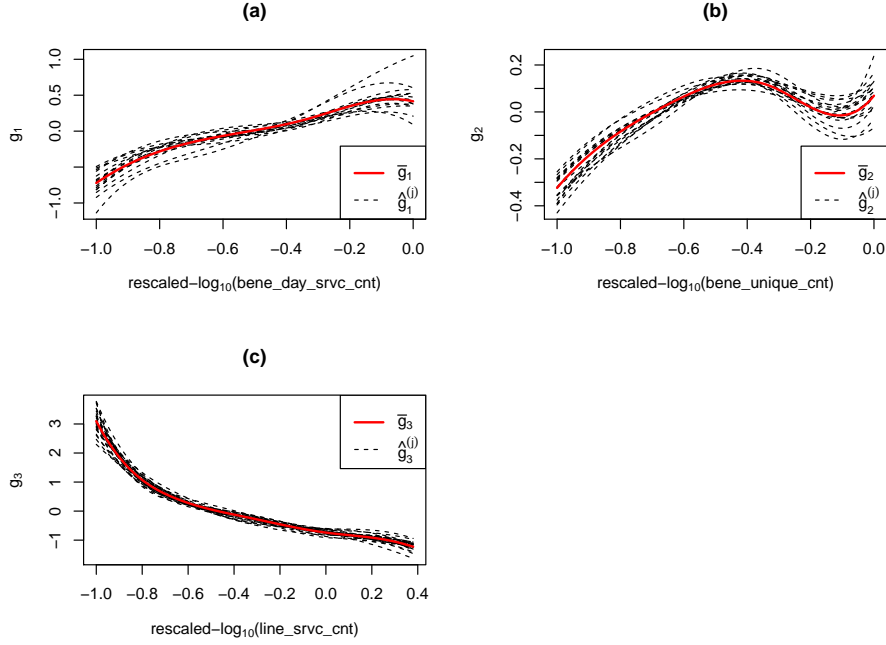 (a)
g₁
1.0
0.5
0.0
−1.0
−1.0 −0.8 −0.6 −0.4 −0.2 0.0
rescaled−log₁₀(bene_day_srvc_cnt)
g̅₁
ĝ₁⁽ʲ⁾
(b)
g₂
0.2
0.0
−0.2
−0.4
−1.0 −0.8 −0.6 −0.4 −0.2 0.0
rescaled−log₁₀(bene_unique_cnt)
g̅₂
ĝ₂⁽ʲ⁾
(c)
g₃
3
2
1
0
−1
−1.0 −0.8 −0.6 −0.4 −0.2 0.0 0.2 0.4
rescaled−log₁₀(line_srvc_cnt)
g̅₃
ĝ₃⁽ʲ⁾